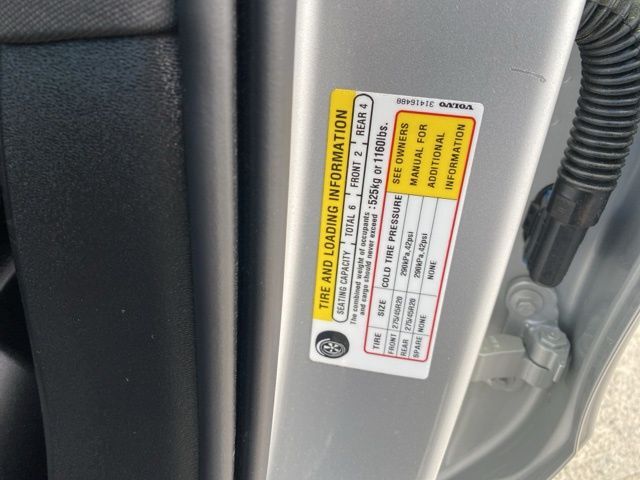 TIRE AND LOADING INFORMATION
SEATING CAPACITY TOTAL 6 FRONT 2 REAR 4
The combined weight of occupants
and cargo should never exceed : 525kg or 1160lbs.
TIRE SIZE COLD TIRE PRESSURE
FRONT 275/45R20 290kPa,42psi
REAR 275/45R20 290kPa,42psi
SPARE NONE NONE
SEE OWNERS
MANUAL FOR
ADDITIONAL
INFORMATION
VOLVO 31416488